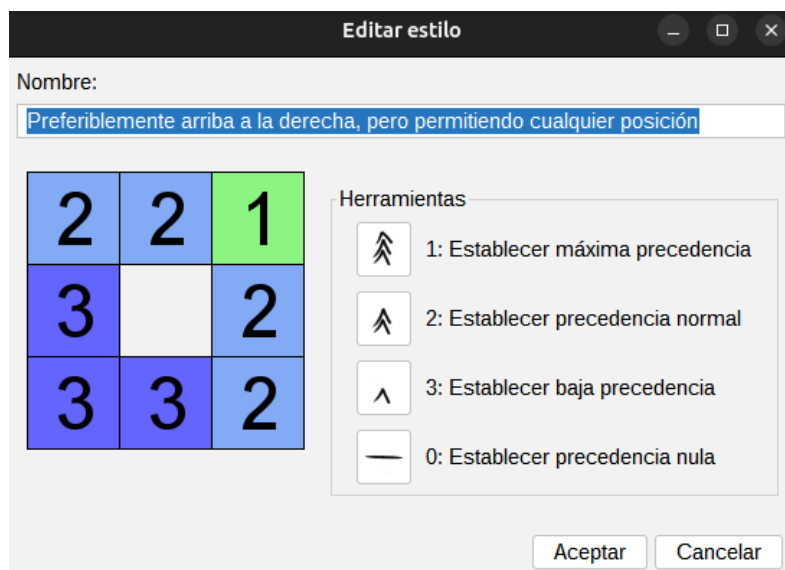 Editar estilo
Nombre:
Preferiblemente arriba a la derecha, pero permitiendo cualquier posición
2 2 1
3 2
3 3 2
Herramientas
1: Establecer máxima precedencia
2: Establecer precedencia normal
3: Establecer baja precedencia
0: Establecer precedencia nula
Aceptar Cancelar